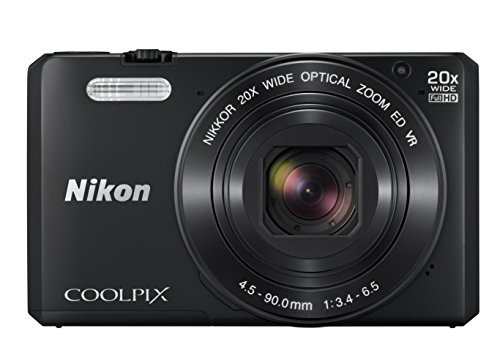 20x
WIDE
Full HD
NIKKOR 20X WIDE OPTICAL ZOOM ED VR
Nikon
COOLPIX
4.5-90.0mm 1:3.4-6.5